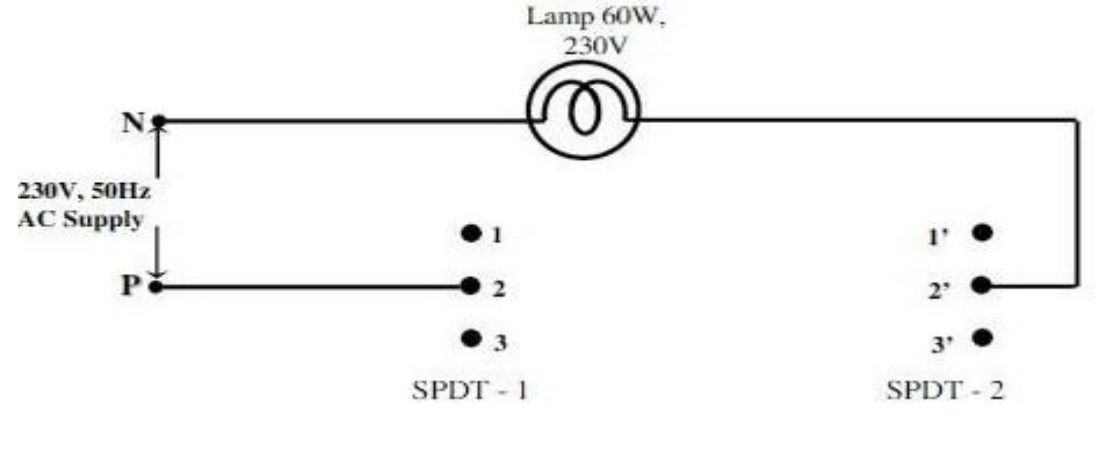 Lamp 60W,
230V
N
230V, 50Hz
AC Supply
1
1’
P
2
2’
3
3’
SPDT - 1
SPDT - 2